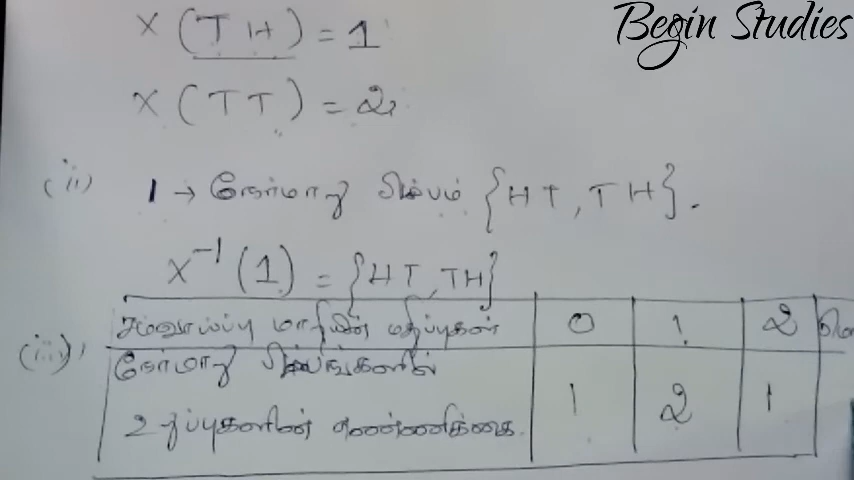 Begin Studies
X (TH) = 1
X (TT) = 2
(ii) 1 → நேர்மாறு பிம்பம் {HT, TH}.
X⁻¹ (1) = {HT, TH}
(iii) சமவாய்ப்பு மாறியின் மதிப்புகள் 0 1 2 மொ
நேர்மாறு பிம்பங்களின் உறுப்புகளின் எண்ணிக்கை. 1 2 1